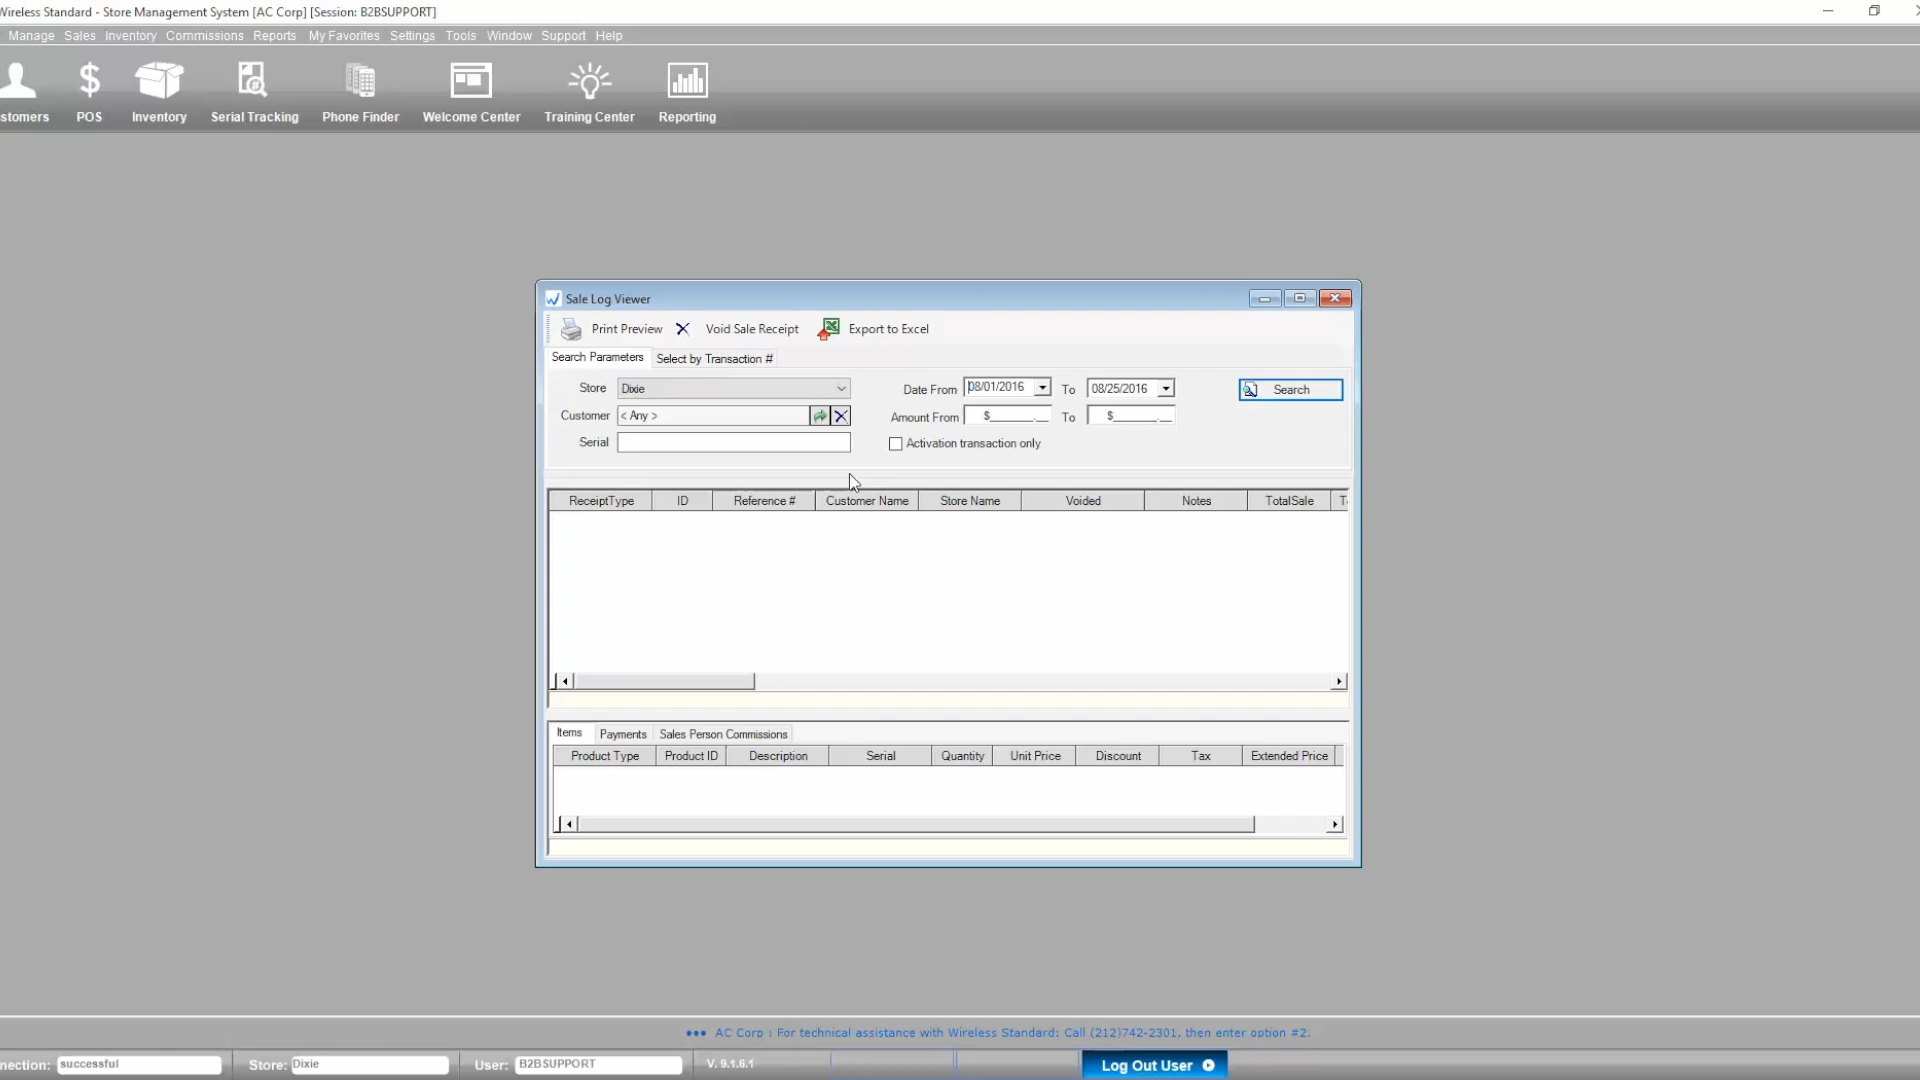 Wireless Standard - Store Management System [AC Corp] [Session: B2BSUPPORT]
Manage Sales Inventory Commissions Reports My Favorites Settings Tools Window Support Help
stomers POS Inventory Serial Tracking Phone Finder Welcome Center Training Center Reporting
Sale Log Viewer
Print Preview Void Sale Receipt Export to Excel
Search Parameters Select by Transaction #
Store Dixie Date From 08/01/2016 To 08/25/2016 Search
Customer < Any > Amount From $_______.__ To $_______.__
Serial Activation transaction only
ReceiptType ID Reference # Customer Name Store Name Voided Notes TotalSale T
Items Payments Sales Person Commissions
Product Type Product ID Description Serial Quantity Unit Price Discount Tax Extended Price
••• AC Corp : For technical assistance with Wireless Standard: Call (212)742-2301, then enter option #2.
nection: successful Store: Dixie User: B2BSUPPORT V. 9.1.6.1 Log Out User